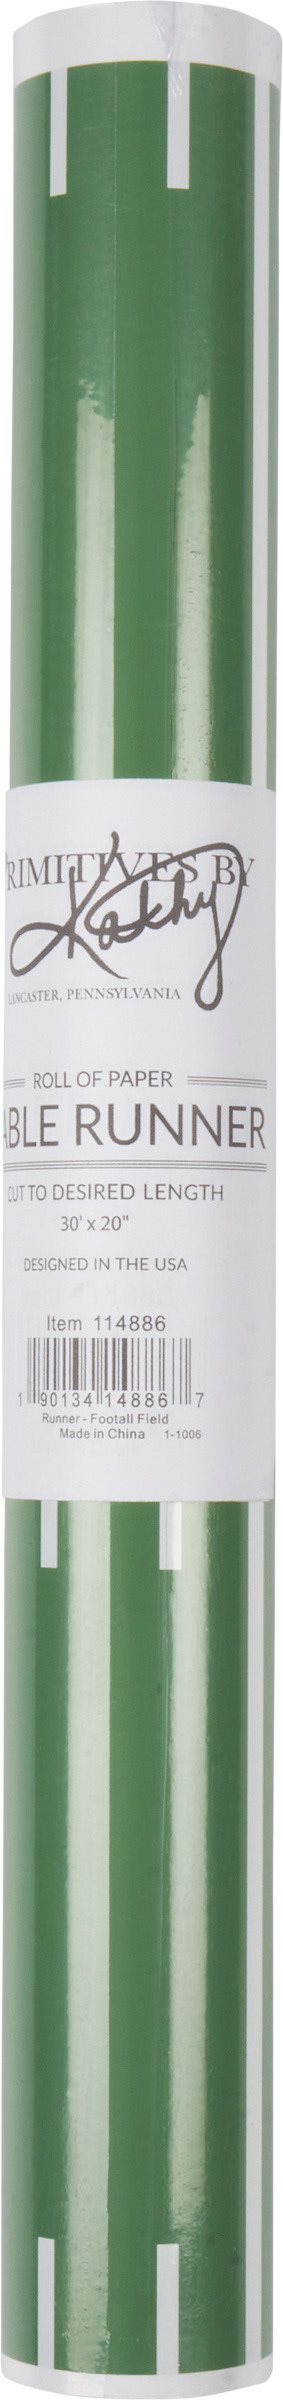 RIMITIVES BY
Kathy
LANCASTER, PENNSYLVANIA
ROLL OF PAPER
ABLE RUNNER
CUT TO DESIRED LENGTH
30' x 20"
DESIGNED IN THE USA
Item 114886
1 90134 14886 7
Runner - Footall Field
Made in China 1-1006